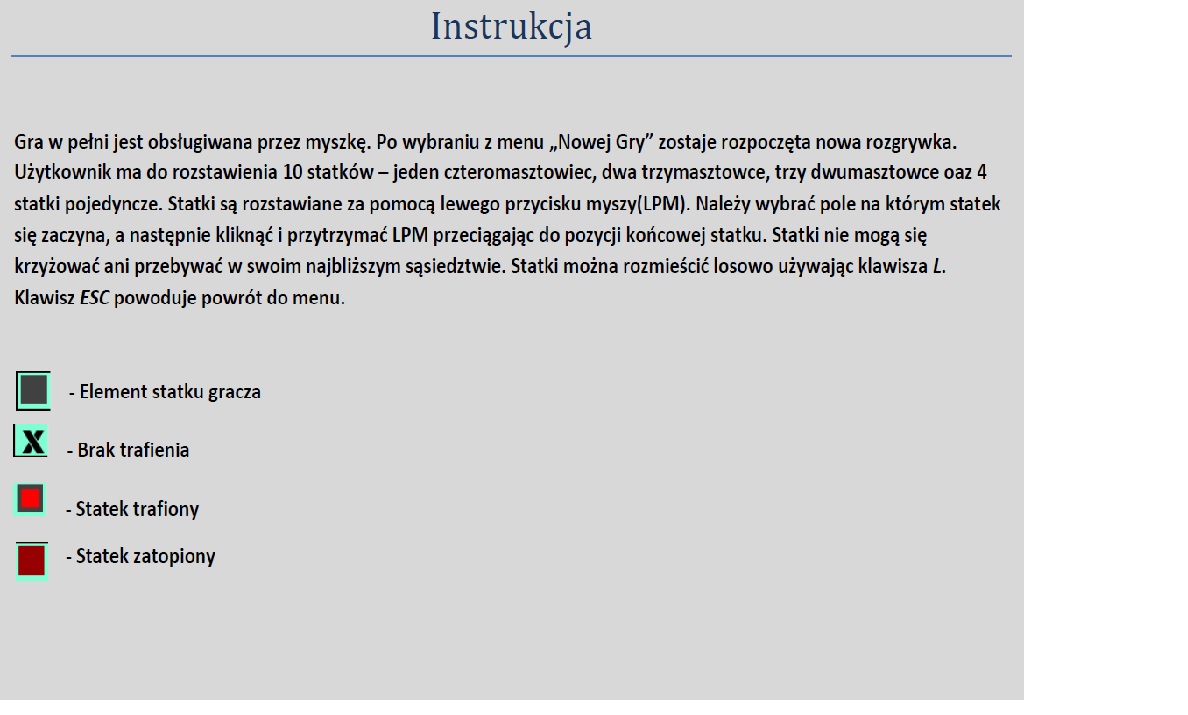 Instrukcja
Gra w pełni jest obsługiwana przez myszkę. Po wybraniu z menu „Nowej Gry” zostaje rozpoczęta nowa rozgrywka.
Użytkownik ma do rozstawienia 10 statków – jeden czteromasztowiec, dwa trzymasztowce, trzy dwumasztowce oaz 4
statki pojedyncze. Statki są rozstawiane za pomocą lewego przycisku myszy(LPM). Należy wybrać pole na którym statek
się zaczyna, a następnie kliknąć i przytrzymać LPM przeciągając do pozycji końcowej statku. Statki nie mogą się
krzyżować ani przebywać w swoim najbliższym sąsiedztwie. Statki można rozmieścić losowo używając klawisza L.
Klawisz ESC powoduje powrót do menu.
- Element statku gracza
X - Brak trafienia
- Statek trafiony
- Statek zatopiony